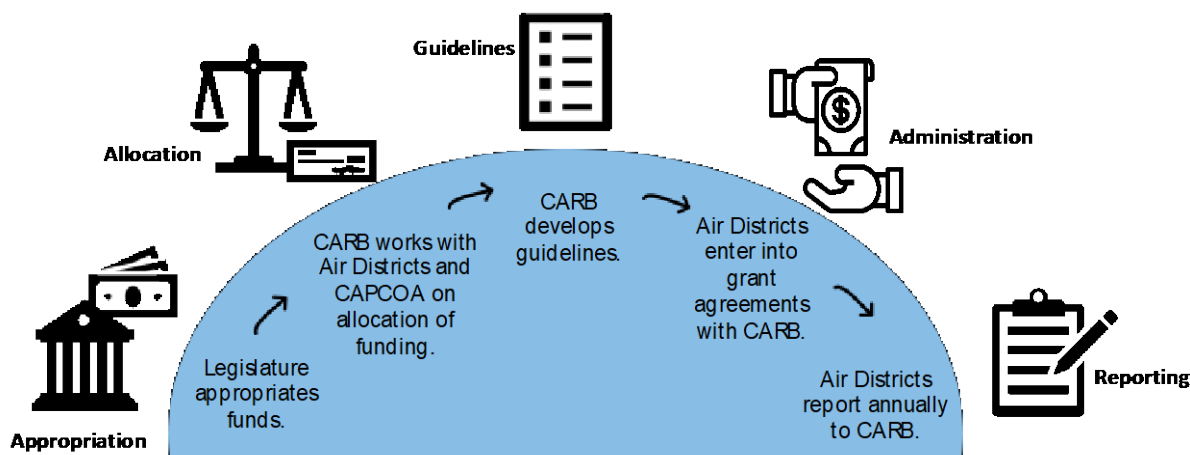 Appropriation
Legislature
appropriates
funds.
Allocation
CARB works with
Air Districts and
CAPCOA on
allocation of
funding.
Guidelines
CARB
develops
guidelines.
Administration
Air Districts
enter into
grant
agreements
with CARB.
Reporting
Air Districts
report annually
to CARB.
$